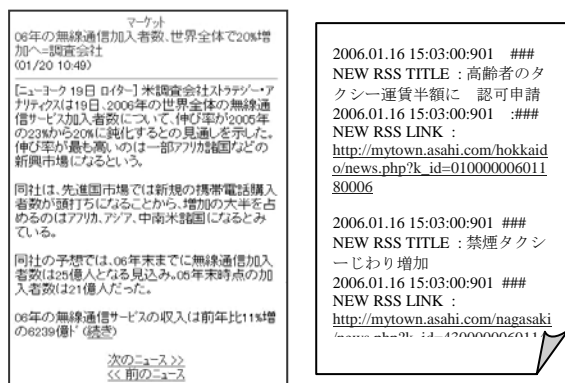 マーケット
06年の無線通信加入者数、世界全体で20%増
加へ=調査会社
(01/20 10:49)
[ニューヨーク 19日 ロイター] 米調査会社ストラテジー・ア
ナリティクスは19日、2006年の世界全体の無線通
信サービス加入者数について、伸び率が2005年
の23%から20%に鈍化するとの見通しを示した。
伸び率が最も高いのは一部アフリカ諸国などの
新興市場になるという。
同社は、先進国市場では新規の携帯電話購入
者数が頭打ちになることから、増加の大半を占
めるのはアフリカ、アジア、中南米諸国になるとみ
ている。
同社の予想では、06年末までに無線通信加入
者数は25億人となる見込み。05年末時点の加
入者数は21億人だった。
06年の無線通信サービスの収入は前年比11%増
の6239億ドル (続き)
次のニュース >>
<< 前のニュース
2006.01.16 15:03:00:901 ###
NEW RSS TITLE : 高齢者のタ
クシー運賃半額に 認可申請
2006.01.16 15:03:00:901 :###
NEW RSS LINK :
http://mytown.asahi.com/hokkaid
o/news.php?k_id=010000006011
80006
2006.01.16 15:03:00:901 ###
NEW RSS TITLE : 禁煙タクシ
ーじわり増加
2006.01.16 15:03:00:901 ###
NEW RSS LINK :
http://mytown.asahi.com/nagasaki